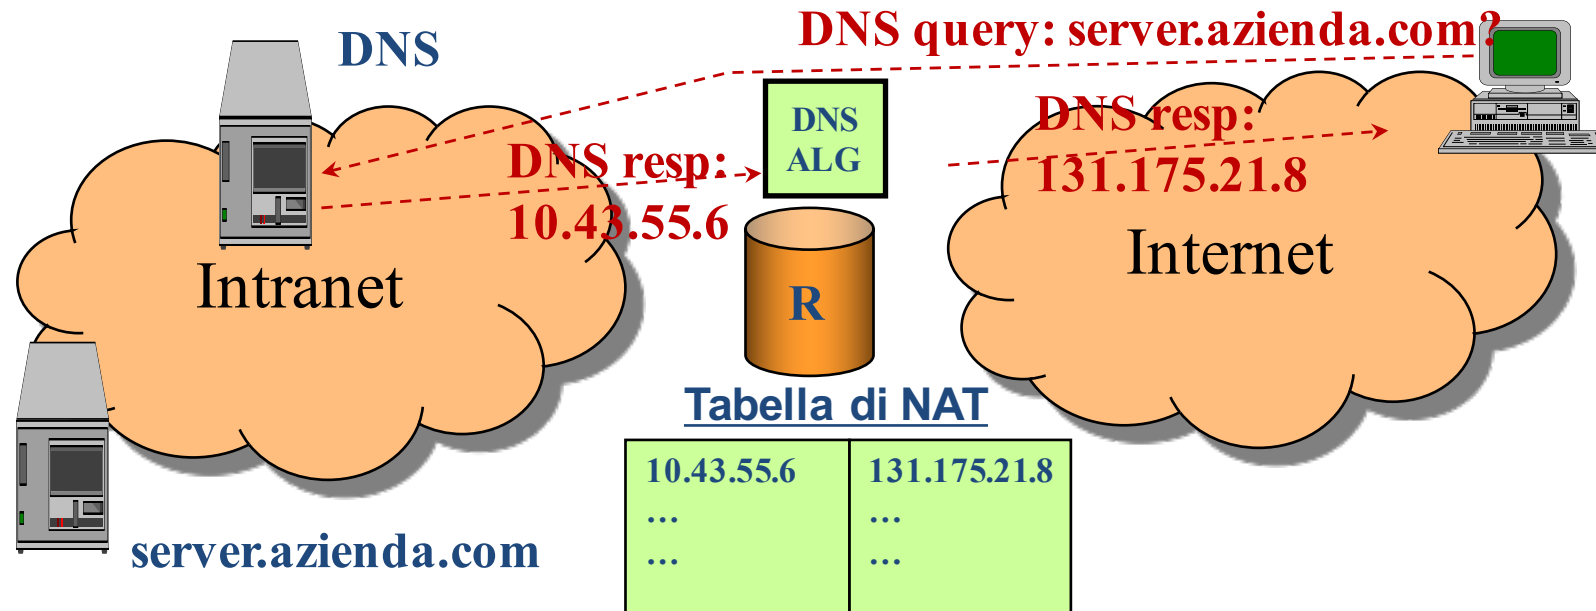 DNS
DNS query: server.azienda.com?
DNS
ALG
DNS resp:
10.43.55.6
DNS resp:
131.175.21.8
Intranet
Internet
R
Tabella di NAT
10.43.55.6 131.175.21.8
... ...
... ...
server.azienda.com